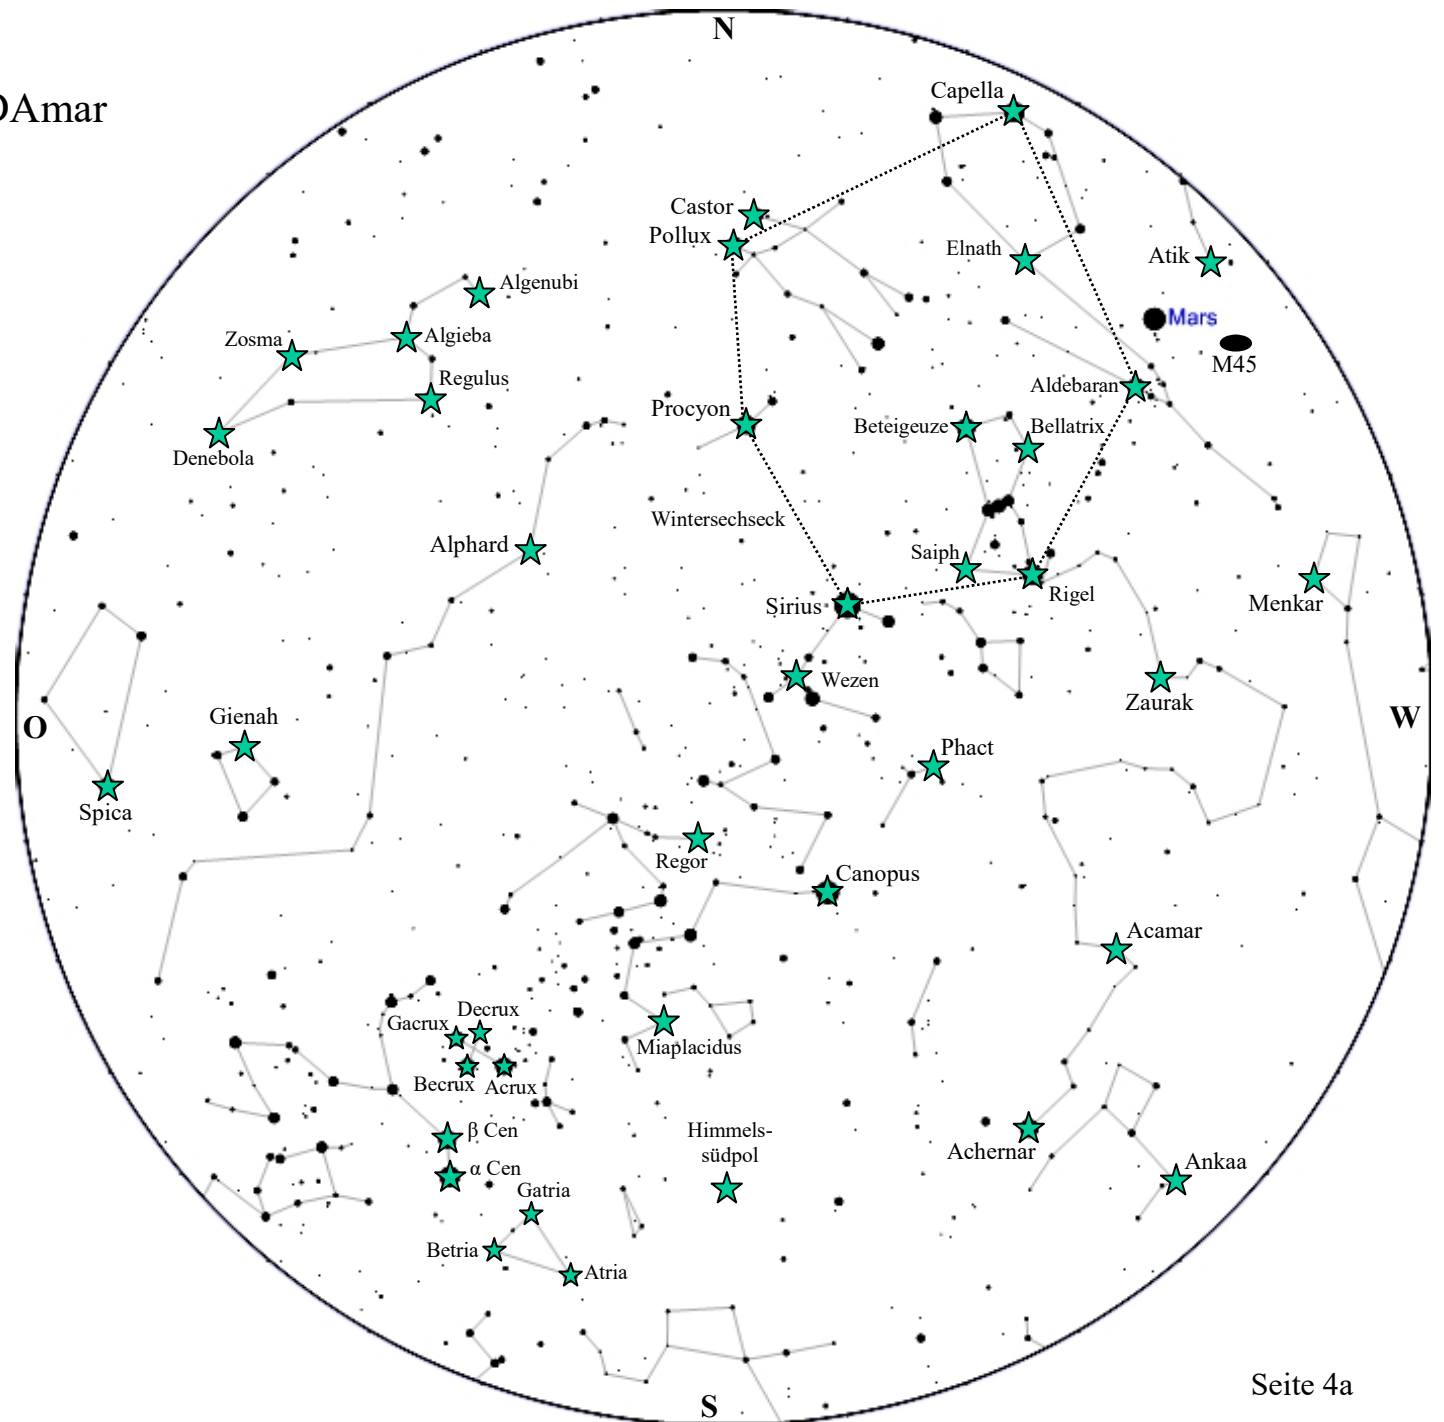 N
DAmar
Capella
Castor
Pollux
Elnath
Atik
Algenubi
Mars
Zosma
Algieba
M45
Regulus
Aldebaran
Procyon
Beteigeuze
Bellatrix
Denebola
Wintersechseck
Alphard
Saiph
Rigel
Menkar
Sirius
Wezen
Zaurak
Gienah
O
W
Phact
Spica
Regor
Canopus
Acamar
Decrux
Gacrux
Miaplacidus
Becrux
Acrux
β Cen
Himmels-
südpol
Achernar
α Cen
Ankaa
Gatria
Betria
Atria
Seite 4a
S